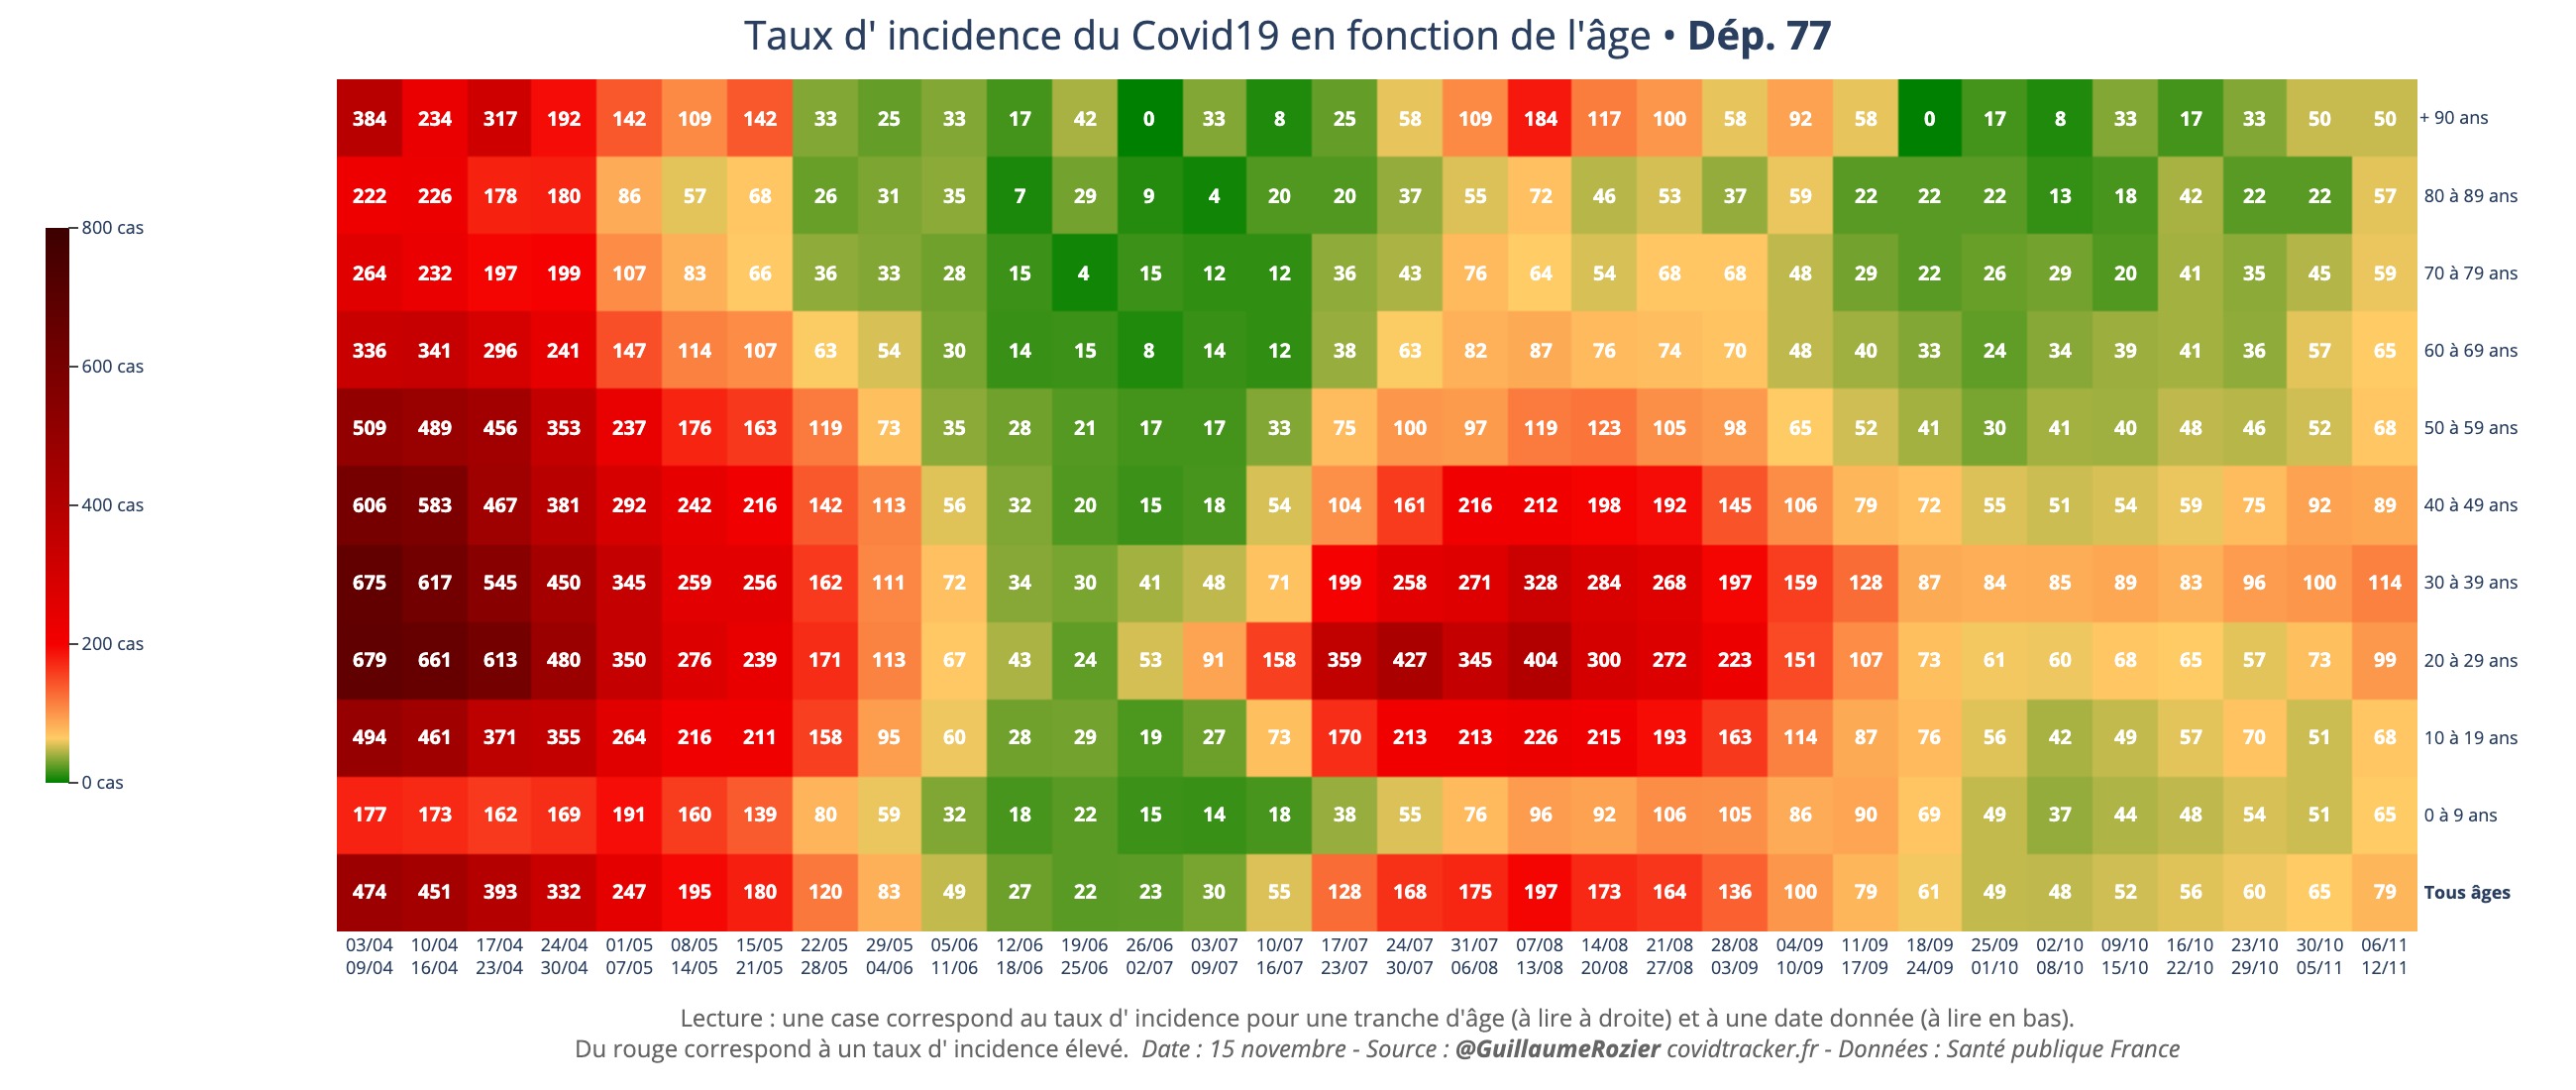 Taux d' incidence du Covid19 en fonction de l'âge • Dép. 77
384 234 317 192 142 109 142 33 25 33 17 42 0 33 8 25 58 109 184 117 100 58 92 58 0 17 8 33 17 33 50 50 + 90 ans
222 226 178 180 86 57 68 26 31 35 7 29 9 4 20 20 37 55 72 46 53 37 59 22 22 22 13 18 42 22 22 57 80 à 89 ans
800 cas
264 232 197 199 107 83 66 36 33 28 15 4 15 12 12 36 43 76 64 54 68 68 48 29 22 26 29 20 41 35 45 59 70 à 79 ans
336 341 296 241 147 114 107 63 54 30 14 15 8 14 12 38 63 82 87 76 74 70 48 40 33 24 34 39 41 36 57 65 60 à 69 ans
600 cas
509 489 456 353 237 176 163 119 73 35 28 21 17 17 33 75 100 97 119 123 105 98 65 52 41 30 41 40 48 46 52 68 50 à 59 ans
400 cas
606 583 467 381 292 242 216 142 113 56 32 20 15 18 54 104 161 216 212 198 192 145 106 79 72 55 51 54 59 75 92 89 40 à 49 ans
675 617 545 450 345 259 256 162 111 72 34 30 41 48 71 199 258 271 328 284 268 197 159 128 87 84 85 89 83 96 100 114 30 à 39 ans
200 cas
679 661 613 480 350 276 239 171 113 67 43 24 53 91 158 359 427 345 404 300 272 223 151 107 73 61 60 68 65 57 73 99 20 à 29 ans
494 461 371 355 264 216 211 158 95 60 28 29 19 27 73 170 213 213 226 215 193 163 114 87 76 56 42 49 57 70 51 68 10 à 19 ans
0 cas
177 173 162 169 191 160 139 80 59 32 18 22 15 14 18 38 55 76 96 92 106 105 86 90 69 49 37 44 48 54 51 65 0 à 9 ans
474 451 393 332 247 195 180 120 83 49 27 22 23 30 55 128 168 175 197 173 164 136 100 79 61 49 48 52 56 60 65 79 Tous âges
03/04 10/04 17/04 24/04 01/05 08/05 15/05 22/05 29/05 05/06 12/06 19/06 26/06 03/07 10/07 17/07 24/07 31/07 07/08 14/08 21/08 28/08 04/09 11/09 18/09 25/09 02/10 09/10 16/10 23/10 30/10 06/11
09/04 16/04 23/04 30/04 07/05 14/05 21/05 28/05 04/06 11/06 18/06 25/06 02/07 09/07 16/07 23/07 30/07 06/08 13/08 20/08 27/08 03/09 10/09 17/09 24/09 01/10 08/10 15/10 22/10 29/10 05/11 12/11
Lecture : une case correspond au taux d' incidence pour une tranche d'âge (à lire à droite) et à une date donnée (à lire en bas).
Du rouge correspond à un taux d' incidence élevé. Date : 15 novembre - Source : @GuillaumeRozier covidtracker.fr - Données : Santé publique France